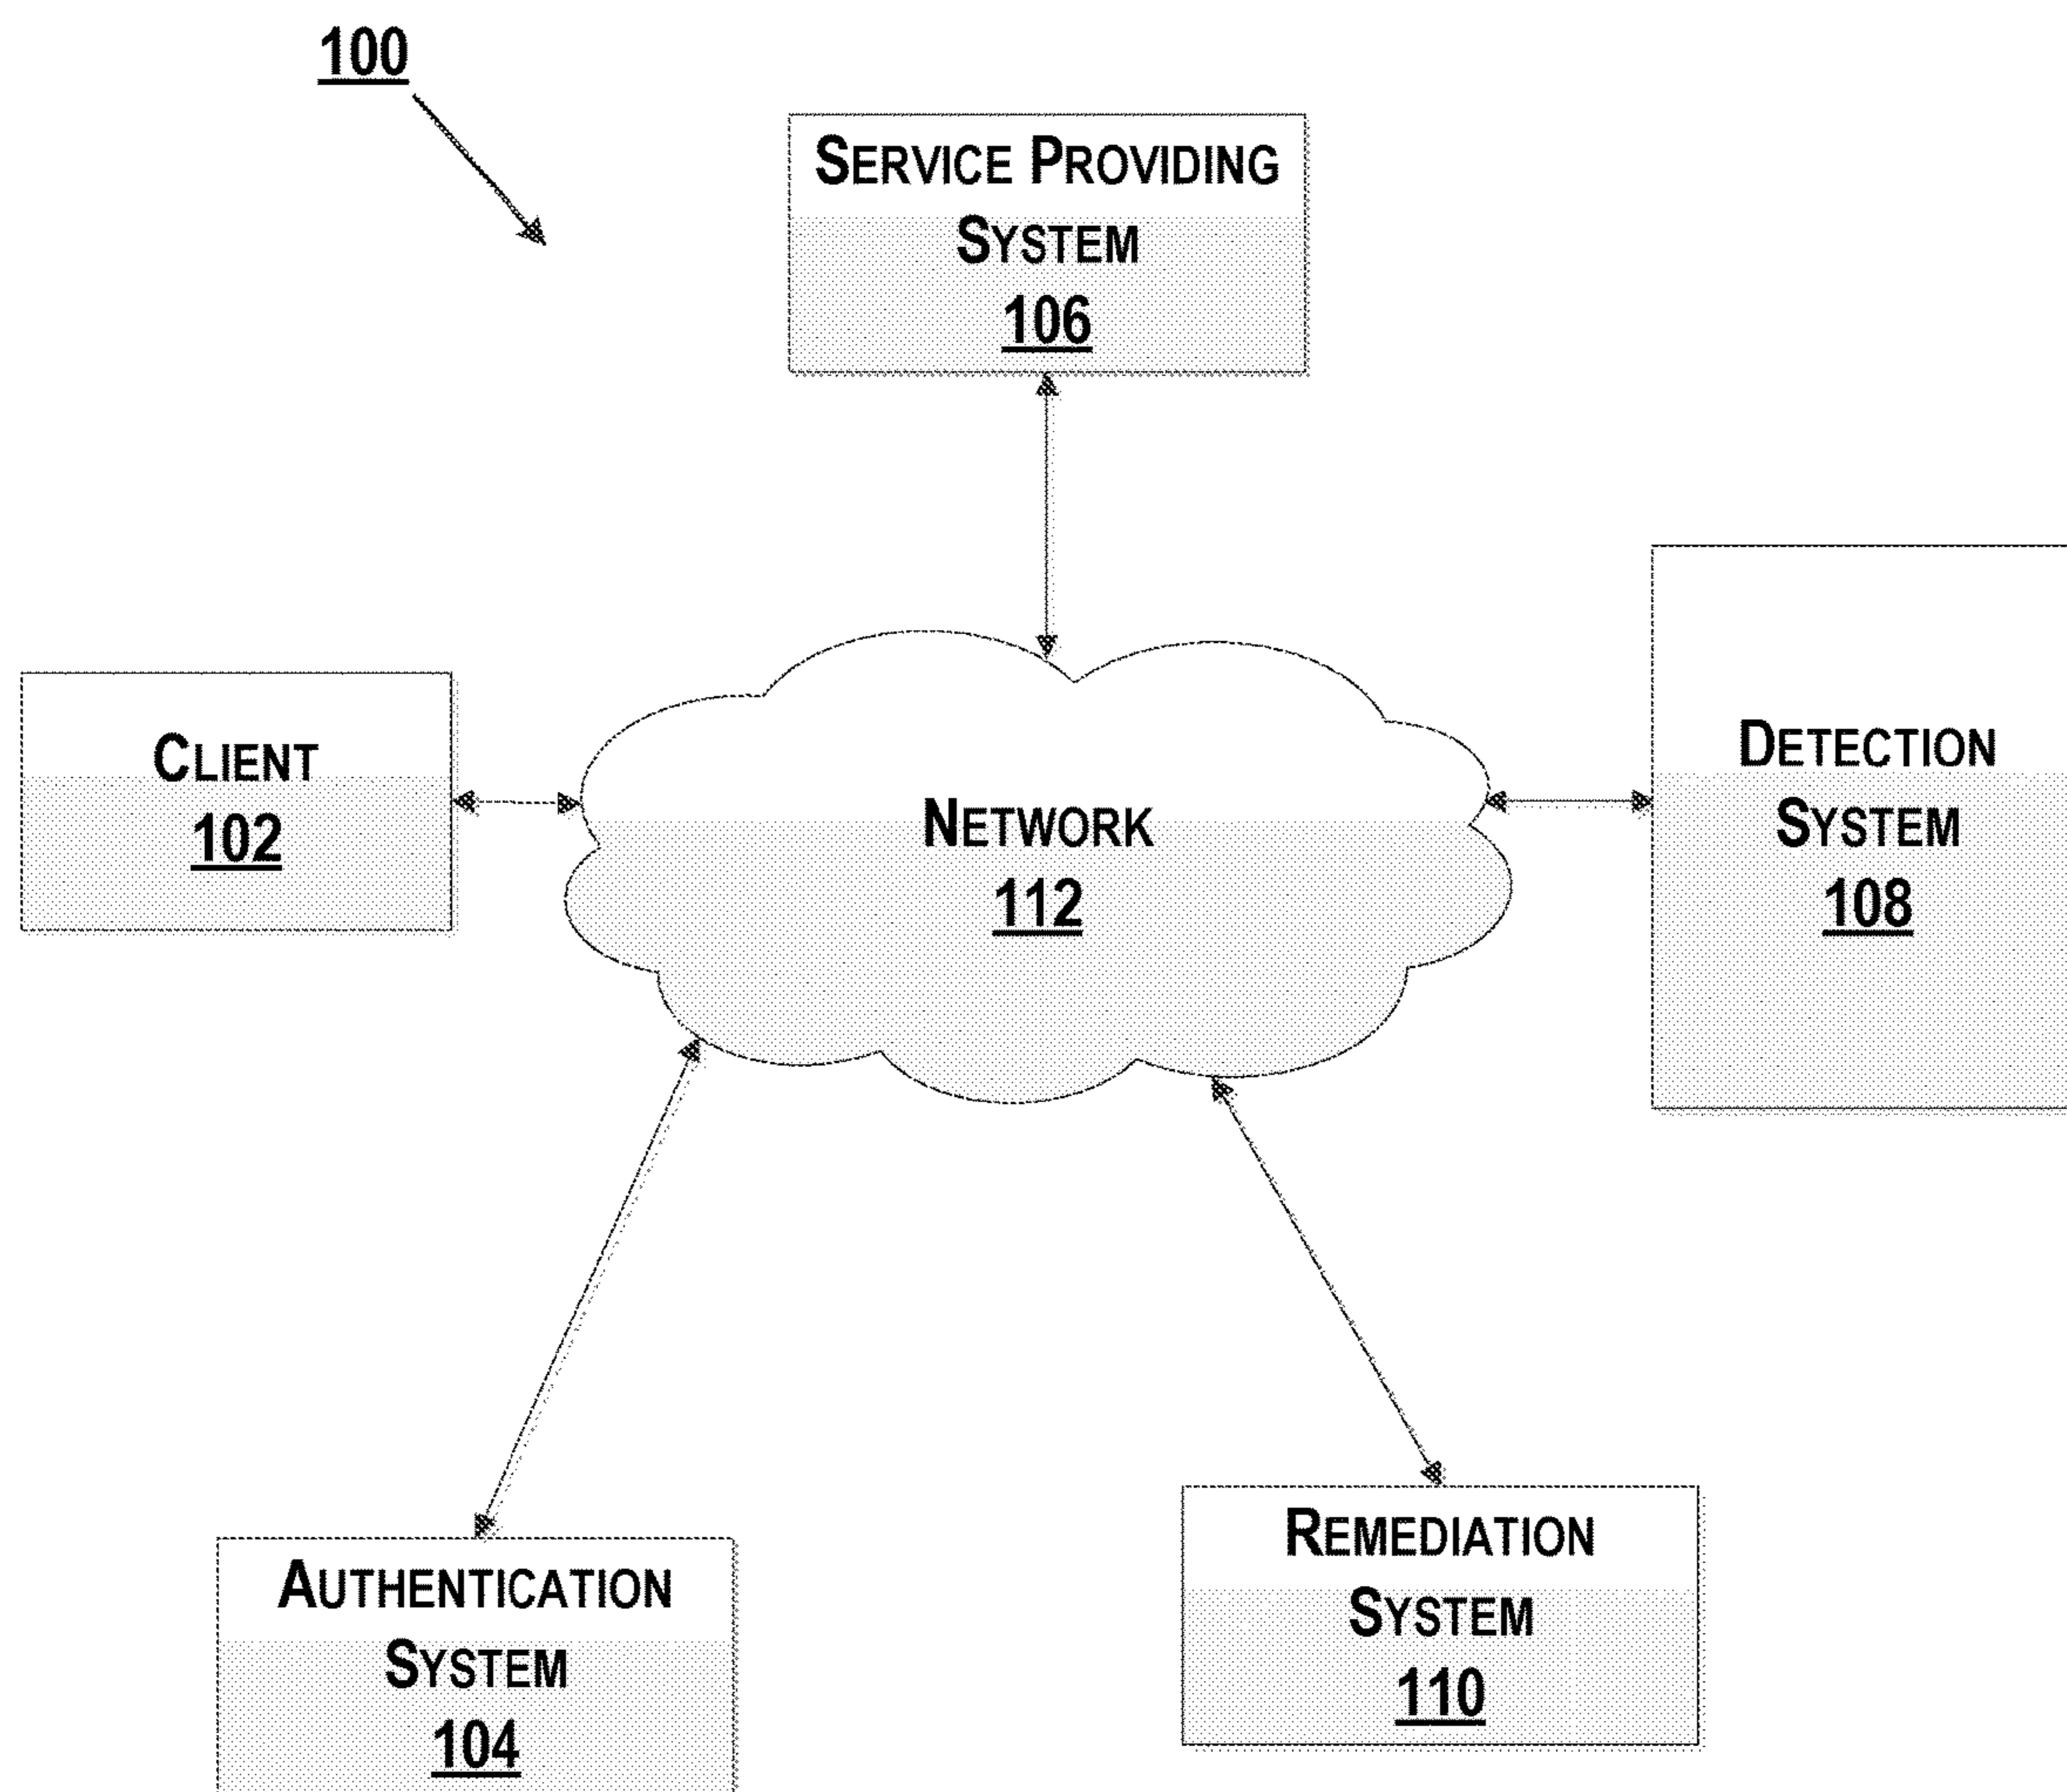 100
SERVICE PROVIDING
SYSTEM
106
CLIENT
102
NETWORK
112
DETECTION
SYSTEM
108
AUTHENTICATION
SYSTEM
104
REMEDIATION
SYSTEM
110